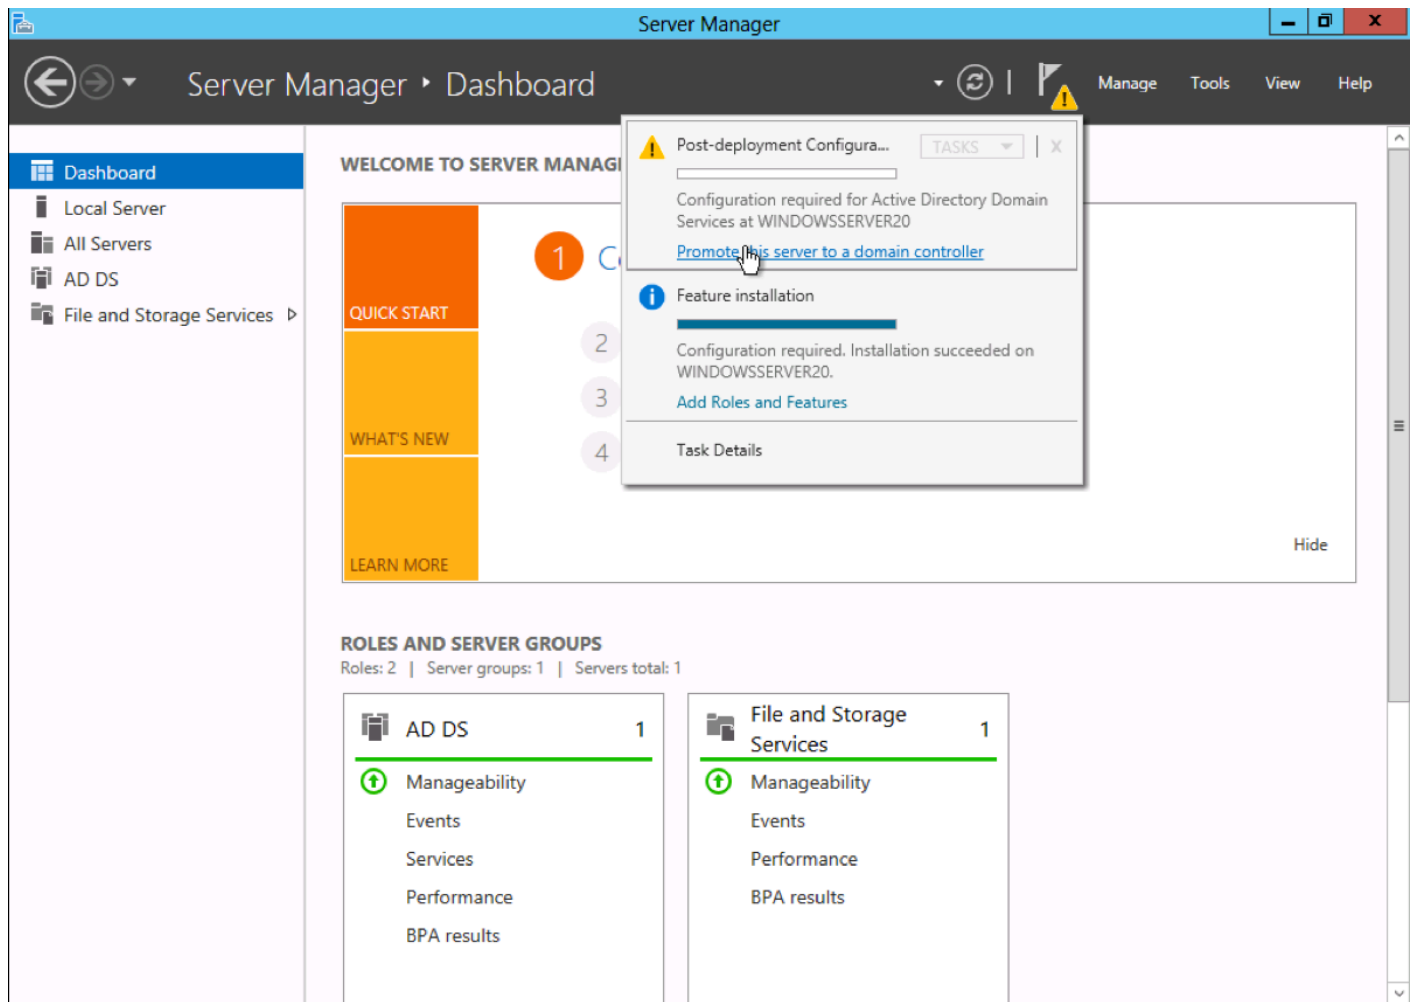 Server Manager
Server Manager • Dashboard
Manage Tools View Help
Dashboard
Local Server
All Servers
AD DS
File and Storage Services
WELCOME TO SERVER MANAG
QUICK START
WHAT'S NEW
LEARN MORE
1
2
3
4
Post-deployment Configura...
TASKS
X
Configuration required for Active Directory Domain
Services at WINDOWSSERVER20
Promote this server to a domain controller
Feature installation
Configuration required. Installation succeeded on
WINDOWSSERVER20.
Add Roles and Features
Task Details
Hide
ROLES AND SERVER GROUPS
Roles: 2 | Server groups: 1 | Servers total: 1
AD DS 1
Manageability
Events
Services
Performance
BPA results
File and Storage
Services 1
Manageability
Events
Performance
BPA results